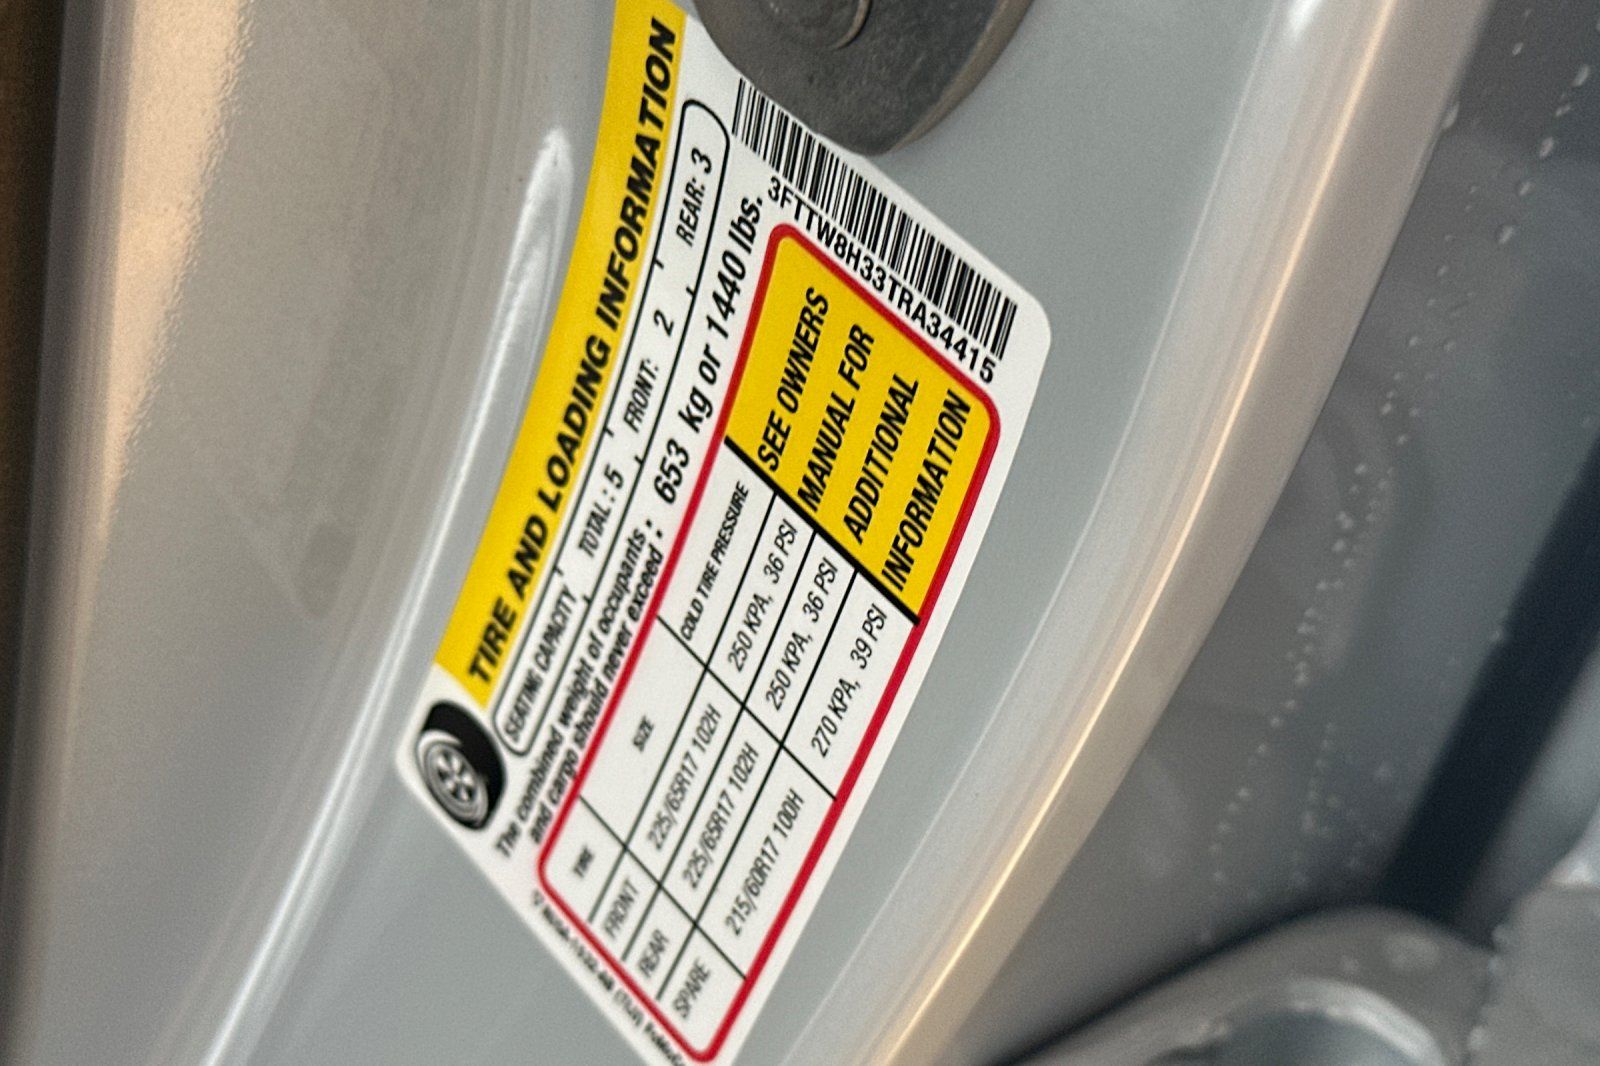 TIRE AND LOADING INFORMATION
SEATING CAPACITY TOTAL: 5 FRONT: 2 REAR: 3
The combined weight of occupants and cargo should never exceed: 653 kg or 1440 lbs.
TIRE SIZE COLD TIRE PRESSURE
FRONT 225/65R17 102H 250 KPA, 36 PSI
REAR 225/65R17 102H 250 KPA, 36 PSI
SPARE 215/60R17 100H 270 KPA, 39 PSI
SEE OWNERS
MANUAL FOR
ADDITIONAL
INFORMATION
3FTTW8H33TRA34415